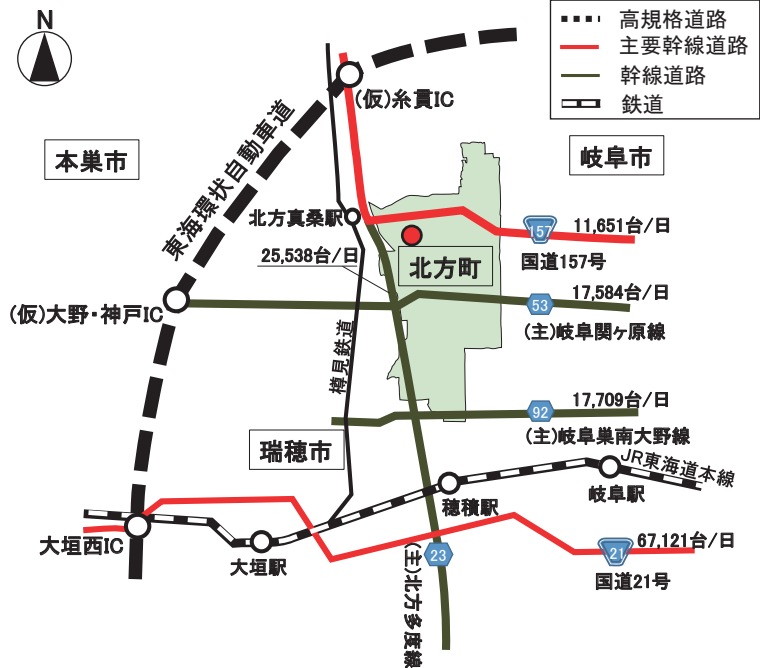 N
高規格道路
主要幹線道路
幹線道路
鉄道
(仮)糸貫IC
東海環状自動車道
本巣市
岐阜市
北方真桑駅
11,651台/日
157
国道157号
25,538台/日
北方町
17,584台/日
(仮)大野・神戸IC
53
(主)岐阜関ヶ原線
樽見鉄道
17,709台/日
92
(主)岐阜巣南大野線
瑞穂市
JR東海道本線
岐阜駅
穂積駅
大垣西IC
大垣駅
67,121台/日
23
21
国道21号
(主)北方多度線